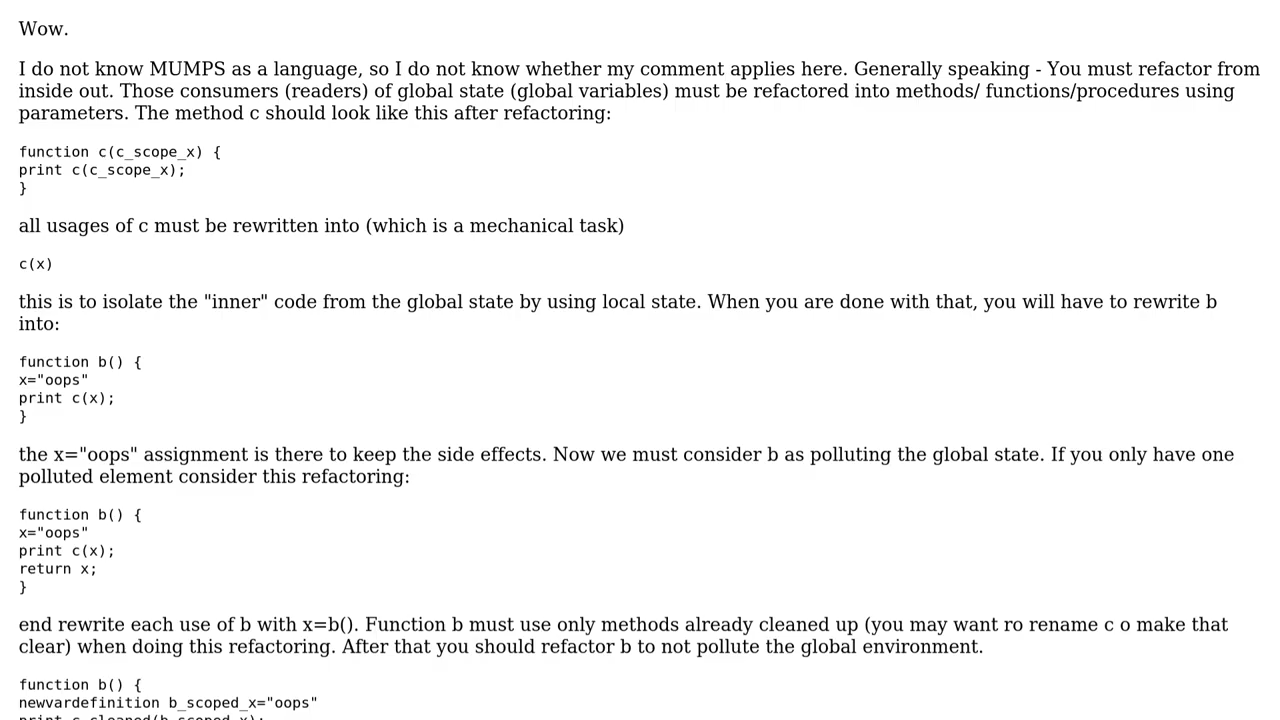 Wow.
I do not know MUMPS as a language, so I do not know whether my comment applies here. Generally speaking - You must refactor from
inside out. Those consumers (readers) of global state (global variables) must be refactored into methods/ functions/procedures using
parameters. The method c should look like this after refactoring:
function c(c_scope_x) {
print c(c_scope_x);
}
all usages of c must be rewritten into (which is a mechanical task)
c(x)
this is to isolate the "inner" code from the global state by using local state. When you are done with that, you will have to rewrite b
into:
function b() {
x="oops"
print c(x);
}
the x="oops" assignment is there to keep the side effects. Now we must consider b as polluting the global state. If you only have one
polluted element consider this refactoring:
function b() {
x="oops"
print c(x);
return x;
}
end rewrite each use of b with x=b(). Function b must use only methods already cleaned up (you may want ro rename c o make that
clear) when doing this refactoring. After that you should refactor b to not pollute the global environment.
function b() {
newvardefinition b_scoped_x="oops"
print c_cleaned(b_scoped_x);